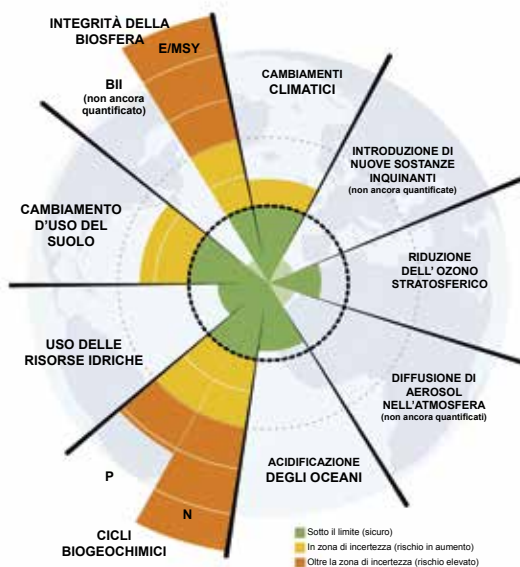 INTEGRITÀ DELLA
BIOSFERA
E/MSY
BII
(non ancora
quantificato)
CAMBIAMENTI
CLIMATICI
INTRODUZIONE DI
NUOVE SOSTANZE
INQUINANTI
(non ancora quantificate)
CAMBIAMENTO
D'USO DEL
SUOLO
RIDUZIONE
DELL' OZONO
STRATOSFERICO
USO DELLE
RISORSE IDRICHE
DIFFUSIONE DI
AEROSOL
NELL'ATMOSFERA
(non ancora quantificati)
ACIDIFICAZIONE
DEGLI OCEANI
P
N
CICLI
BIOGEOCHIMICI
Sotto il limite (sicuro)
In zona di incertezza (rischio in aumento)
Oltre la zona di incertezza (rischio elevato)